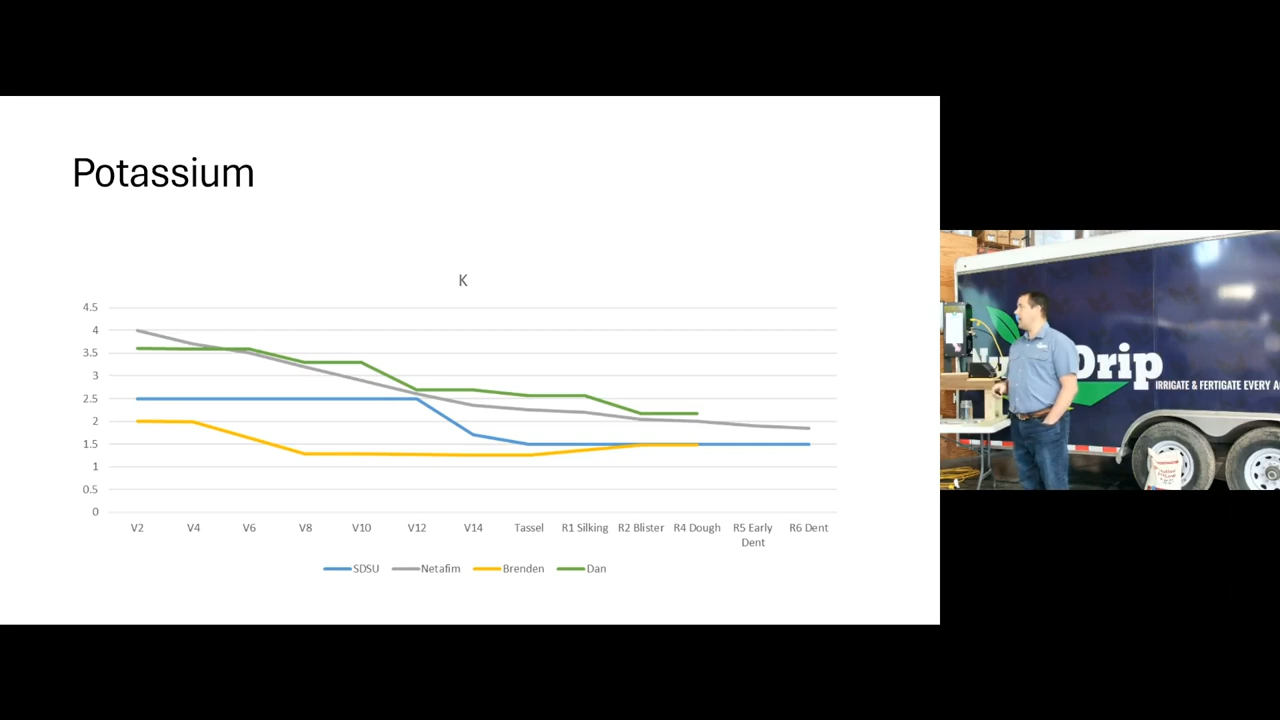 Potassium
K
4.5
4
3.5
3
2.5
2
1.5
1
0.5
0
V2 V4 V6 V8 V10 V12 V14 Tassel R1 Silking R2 Blister R4 Dough R5 Early Dent R6 Dent
SDSU Netafim Brenden Dan
Drip
IRRIGATE & FERTIGATE EVERY